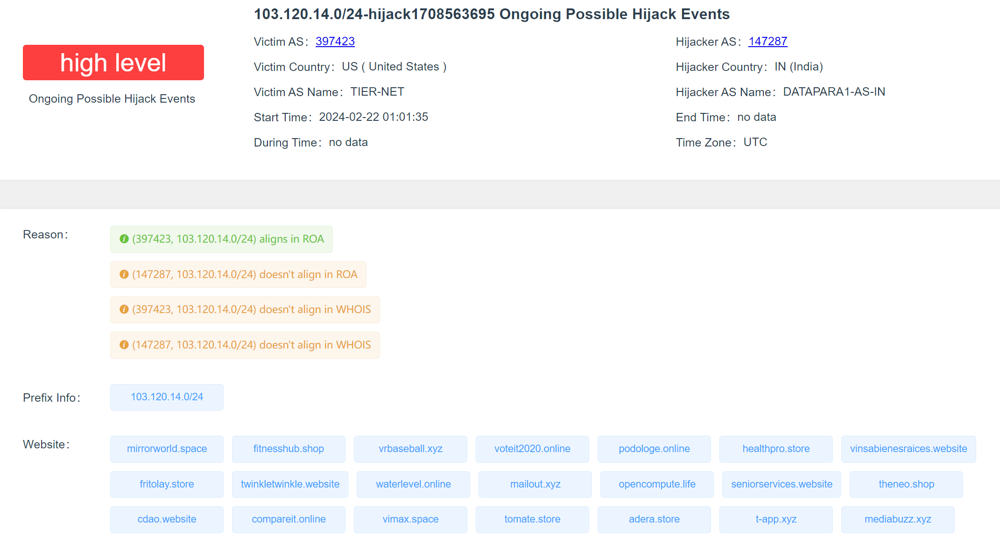 103.120.14.0/24-hijack1708563695 Ongoing Possible Hijack Events
high level
Ongoing Possible Hijack Events
Victim AS： 397423 Hijacker AS： 147287
Victim Country： US ( United States ) Hijacker Country： IN (India)
Victim AS Name： TIER-NET Hijacker AS Name： DATAPARA1-AS-IN
Start Time： 2024-02-22 01:01:35 End Time： no data
During Time： no data Time Zone： UTC
Reason：
(397423, 103.120.14.0/24) aligns in ROA
(147287, 103.120.14.0/24) doesn't align in ROA
(397423, 103.120.14.0/24) doesn't align in WHOIS
(147287, 103.120.14.0/24) doesn't align in WHOIS
Prefix Info： 103.120.14.0/24
Website： mirrorworld.space fitnesshub.shop vrbaseball.xyz voteit2020.online podologe.online healthpro.store vinsabienesraices.website
fritolay.store twinkletwinkle.website waterlevel.online mailout.xyz opencompute.life seniorservices.website theneo.shop
cdao.website compareit.online vimax.space tomate.store adera.store t-app.xyz mediabuzz.xyz